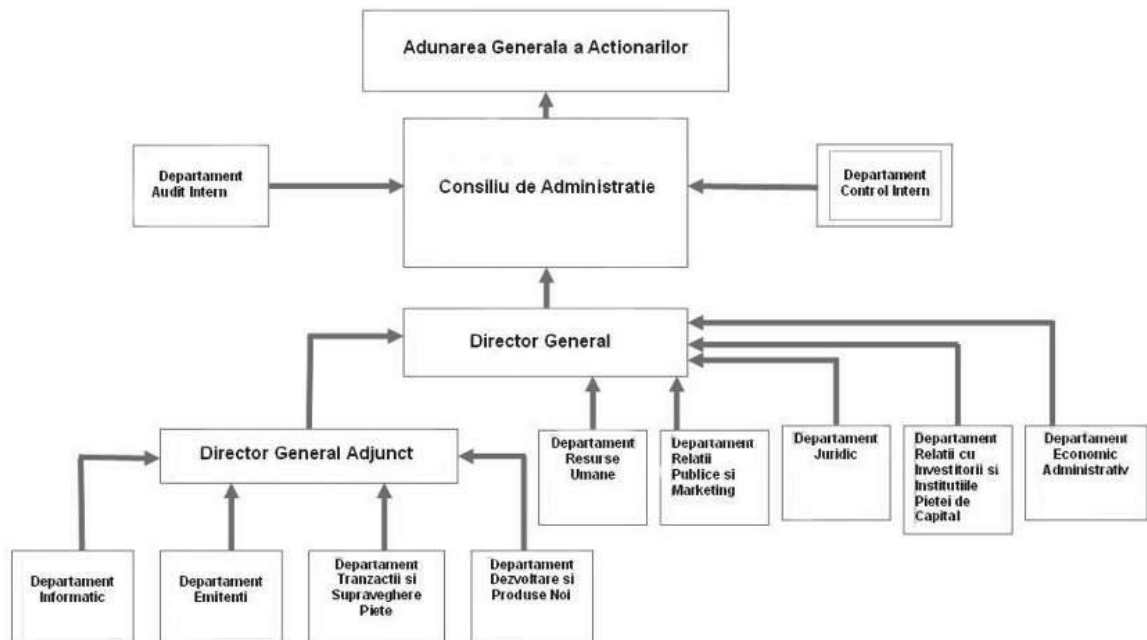 Adunarea Generala a Actionarilor
Departament
Audit Intern
Consiliu de Administratie
Departament
Control Intern
Director General
Director General Adjunct
Departament
Resurse
Umane
Departament
Relatii
Publice si
Marketing
Departament
Juridic
Departament
Relatii cu
Investitorii si
Institutiile
Pietei de
Capital
Departament
Economic
Administrativ
Departament
Informatic
Departament
Emitenti
Departament
Tranzactii si
Supraveghere
Piete
Departament
Dezvoltare si
Produse Noi